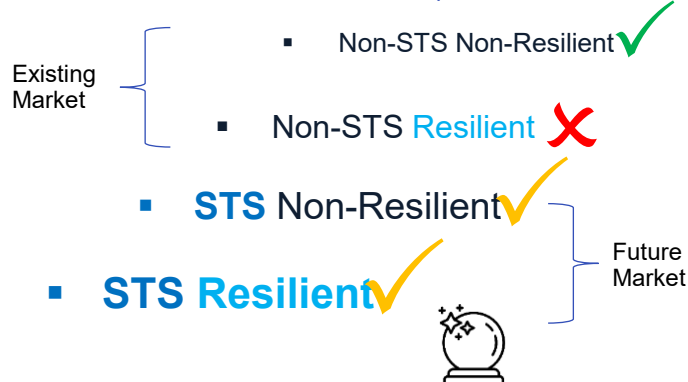 Non-STS Non-Resilient
Existing
Market
Non-STS Resilient
STS Non-Resilient
Future
Market
STS Resilient